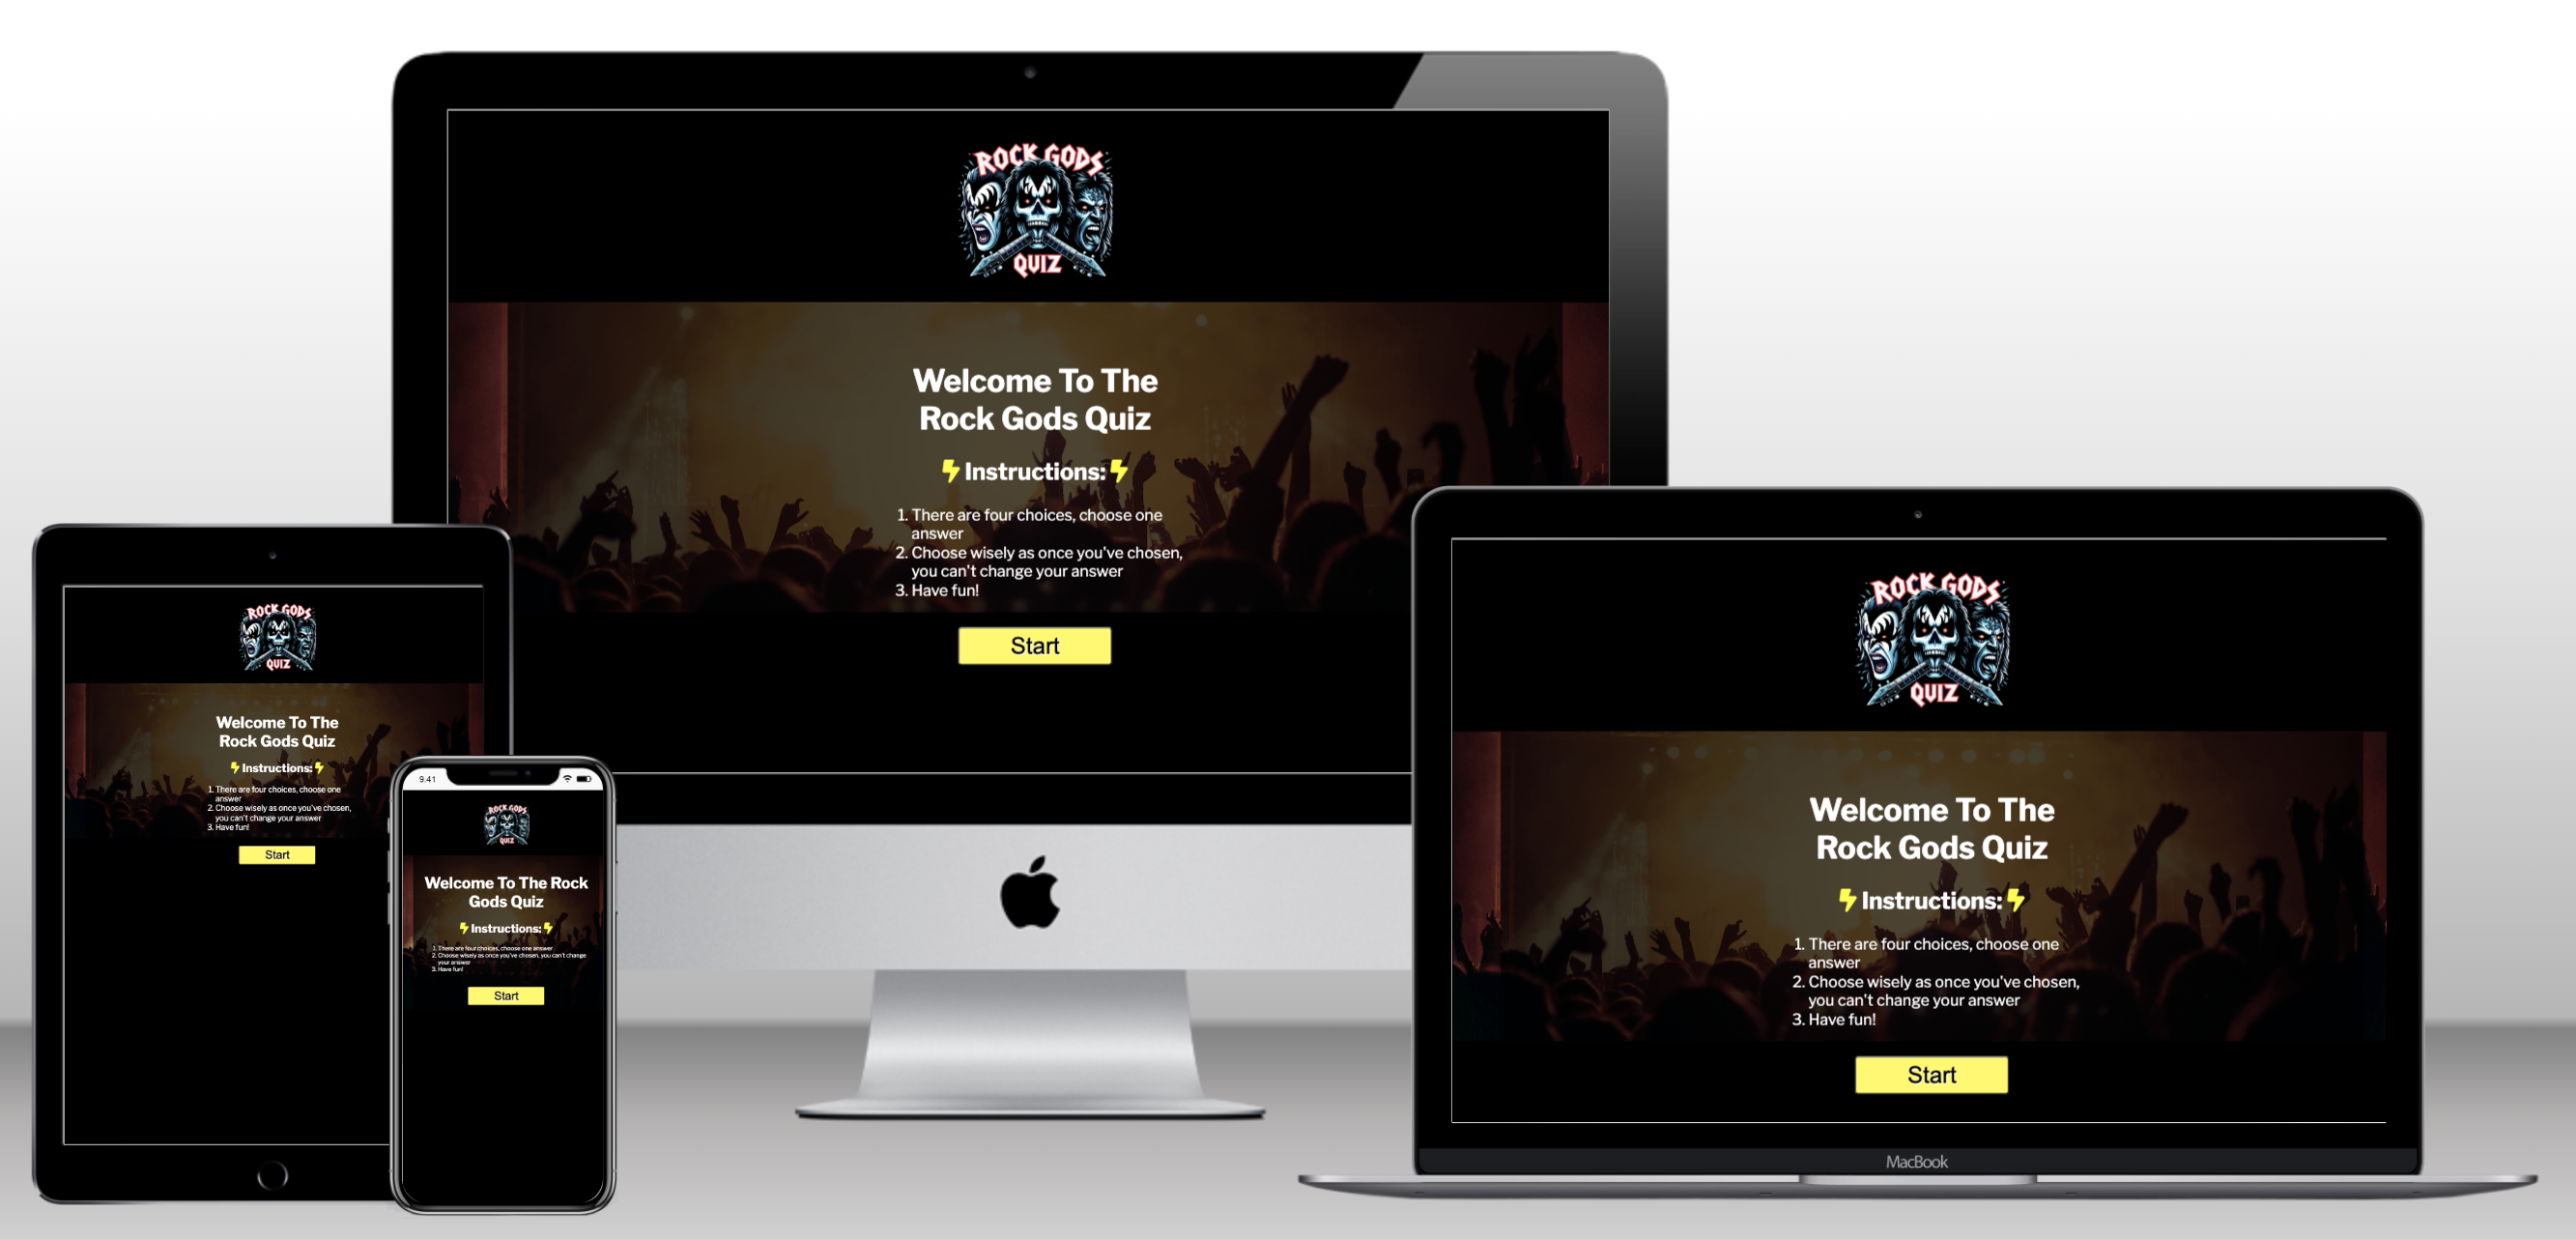 ROCK GODS
QUIZ
Welcome To The
Rock Gods Quiz
Instructions:
1. There are four choices, choose one
answer
2. Choose wisely as once you've chosen,
you can't change your answer
3. Have fun!
Start
ROCK GODS
QUIZ
Welcome To The
Rock Gods Quiz
Instructions:
1. There are four choices, choose one
answer
2. Choose wisely as once you've chosen,
you can't change your answer
3. Have fun!
Start
9.41
ROCK GODS
QUIZ
Welcome To The Rock
Gods Quiz
Instructions:
1. There are four choices, choose one answer
2. Choose wisely as once you've chosen, you can't change
your answer
3. Have fun!
Start
ROCK GODS
QUIZ
Welcome To The
Rock Gods Quiz
Instructions:
1. There are four choices, choose one
answer
2. Choose wisely as once you've chosen,
you can't change your answer
3. Have fun!
Start
MacBook